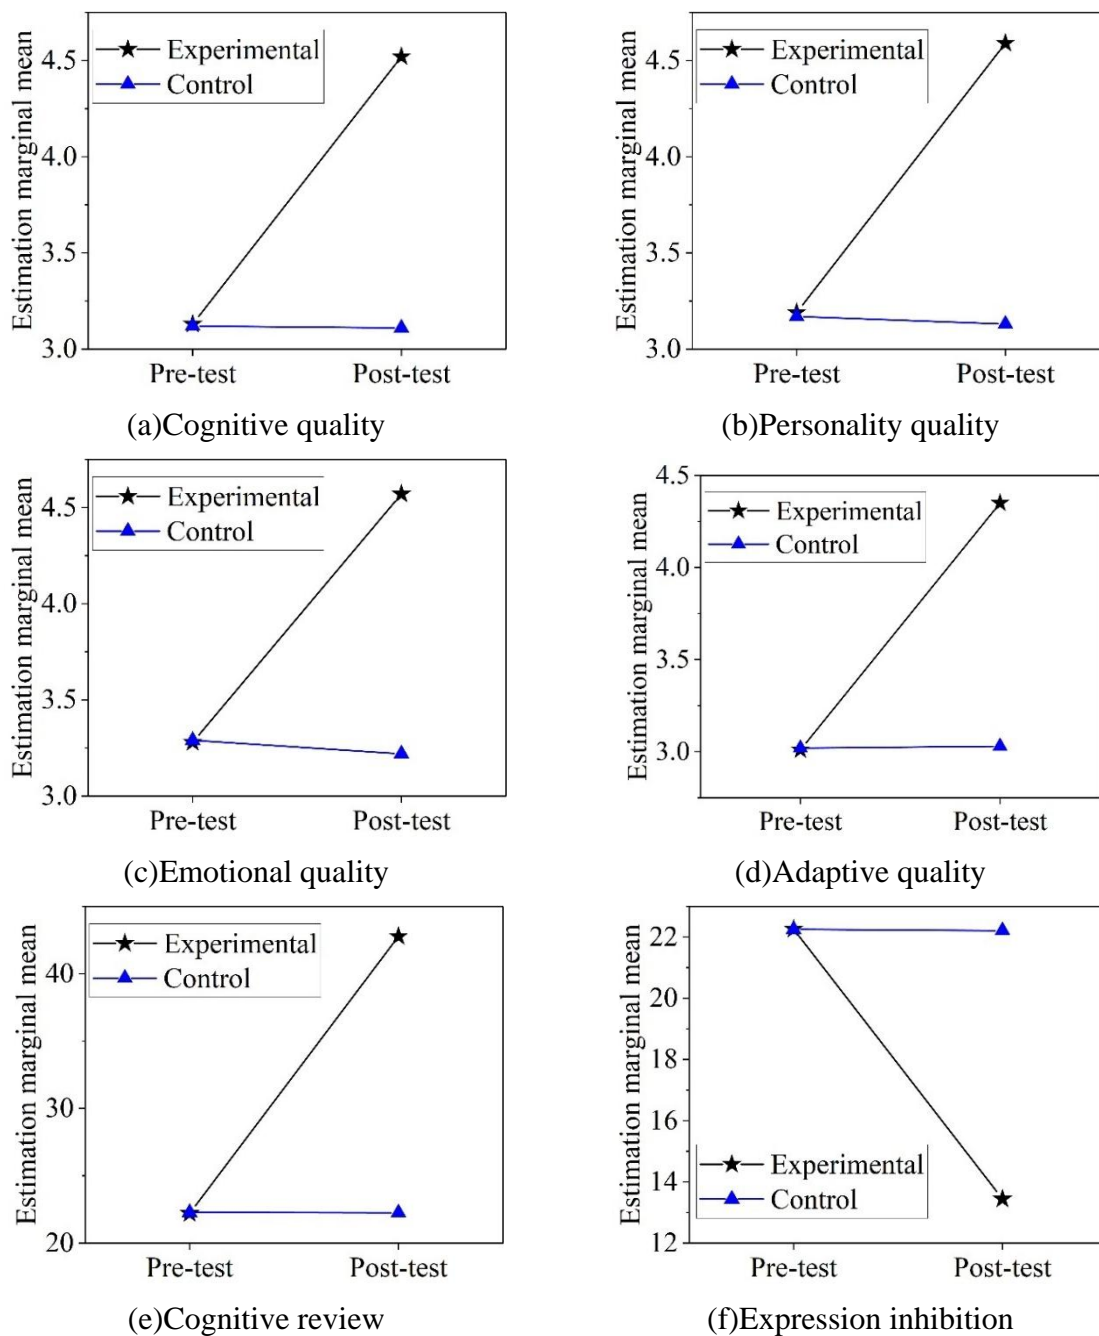 Estimation marginal mean
4.5
4.0
3.5
3.0
Experimental
Control
Pre-test
Post-test
(a)Cognitive quality
Estimation marginal mean
4.5
4.0
3.5
3.0
Experimental
Control
Pre-test
Post-test
(b)Personality quality
Estimation marginal mean
4.5
4.0
3.5
3.0
Experimental
Control
Pre-test
Post-test
(c)Emotional quality
Estimation marginal mean
4.5
4.0
3.5
3.0
Experimental
Control
Pre-test
Post-test
(d)Adaptive quality
Estimation marginal mean
40
30
20
Experimental
Control
Pre-test
Post-test
(e)Cognitive review
Estimation marginal mean
22
20
18
16
14
12
Experimental
Control
Pre-test
Post-test
(f)Expression inhibition